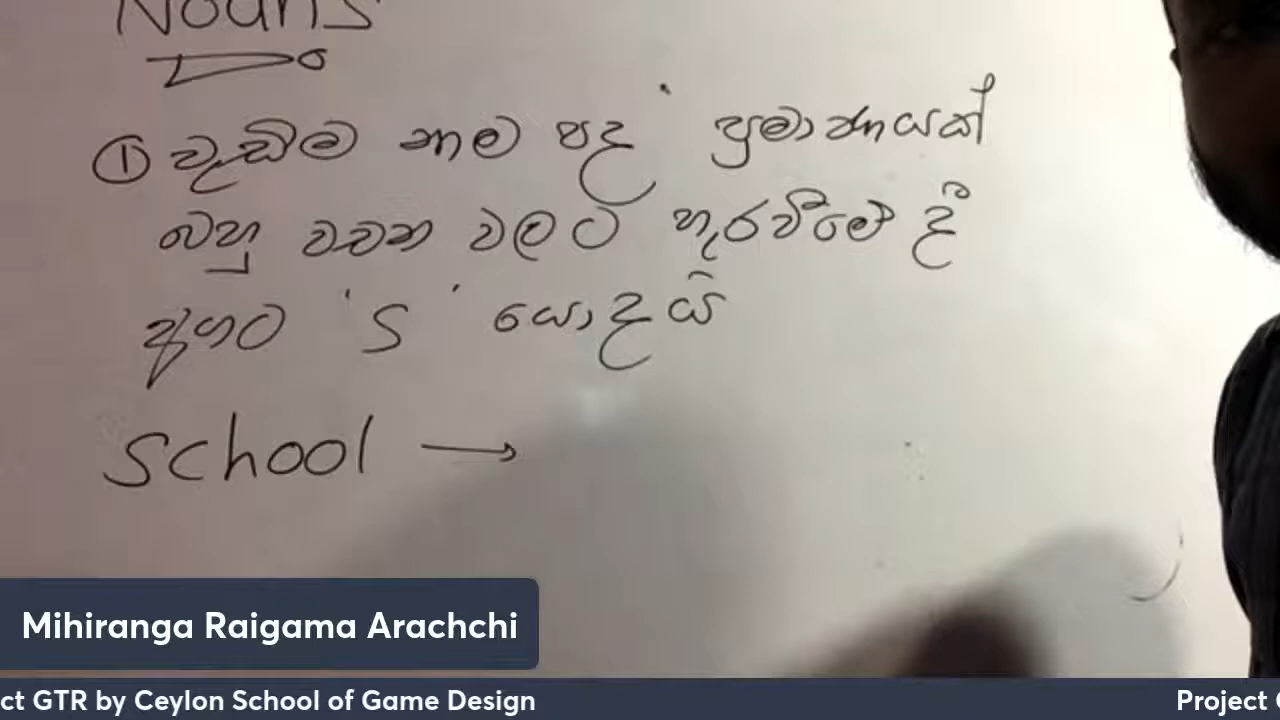 Nouns
① වැඩිම නාම පද ප්‍රමාණයක්
බහු වචන වලට හැරවීමේ දී
අගට 'S' යොදයි
School →
Mihiranga Raigama Arachchi
ct GTR by Ceylon School of Game Design
Project